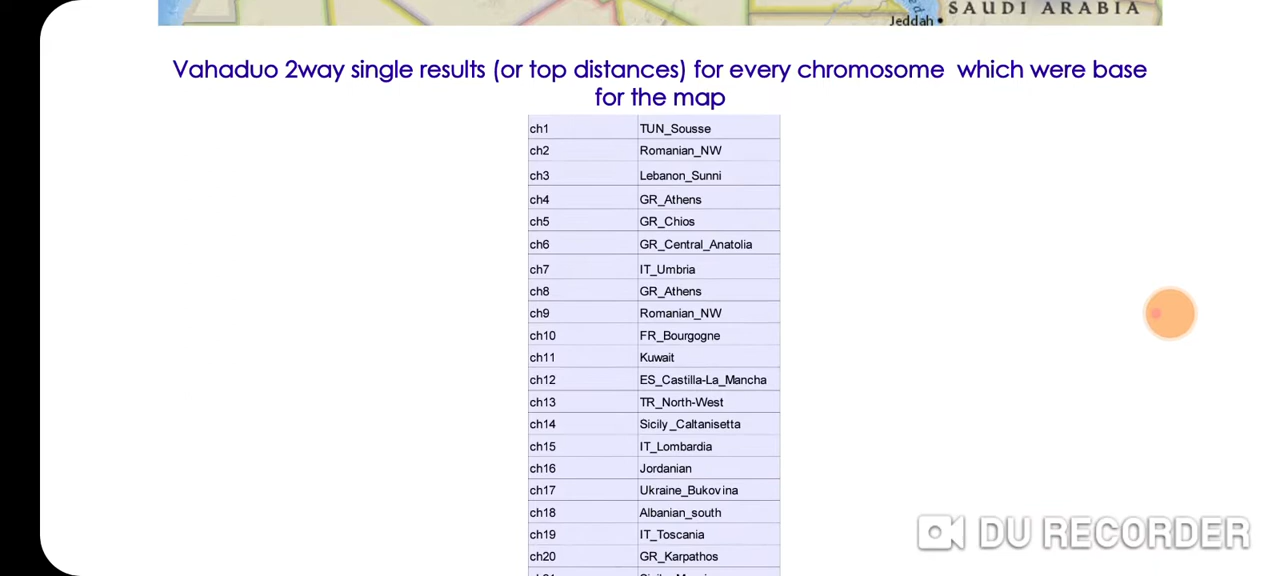 SAUDI ARABIA
Jeddah
Vahaduo 2way single results (or top distances) for every chromosome which were base
for the map
ch1 TUN_Sousse
ch2 Romanian_NW
ch3 Lebanon_Sunni
ch4 GR_Athens
ch5 GR_Chios
ch6 GR_Central_Anatolia
ch7 IT_Umbria
ch8 GR_Athens
ch9 Romanian_NW
ch10 FR_Bourgogne
ch11 Kuwait
ch12 ES_Castilla-La_Mancha
ch13 TR_North-West
ch14 Sicily_Caltanisetta
ch15 IT_Lombardia
ch16 Jordanian
ch17 Ukraine_Bukovina
ch18 Albanian_south
ch19 IT_Toscania
ch20 GR_Karpathos
DU RECORDER